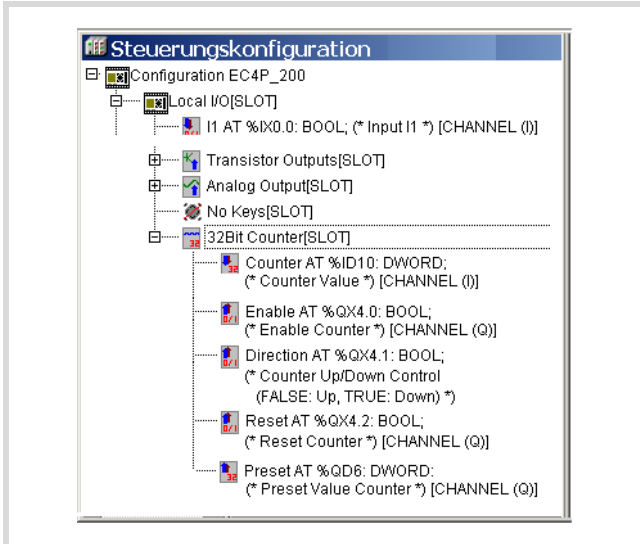 Steuerungskonfiguration
Configuration EC4P_200
Local I/O[SLOT]
I1 AT %IX0.0: BOOL; (* Input I1 *) [CHANNEL (I)]
Transistor Outputs[SLOT]
Analog Output[SLOT]
No Keys[SLOT]
32Bit Counter[SLOT]
Counter AT %ID10: DWORD;
(* Counter Value *) [CHANNEL (I)]
Enable AT %QX4.0: BOOL;
(* Enable Counter *) [CHANNEL (Q)]
Direction AT %QX4.1: BOOL;
(* Counter Up/Down Control
(FALSE: Up, TRUE: Down) *)
Reset AT %QX4.2: BOOL;
(* Reset Counter *) [CHANNEL (Q)]
Preset AT %QD6: DWORD:
(* Preset Value Counter *) [CHANNEL (Q)]